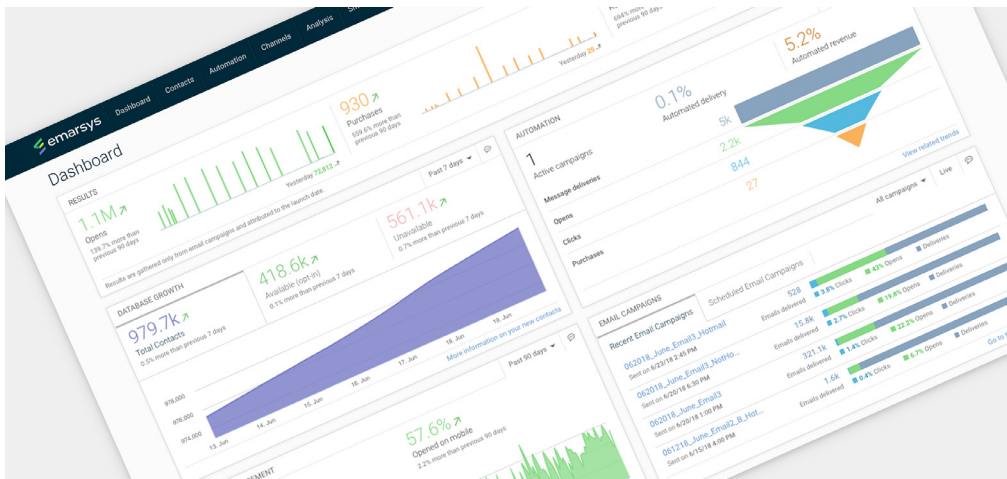 emarsys
Dashboard
Contacts
Automation
Channels
Analysis
Dashboard
RESULTS
1.1M
Opens
139.7% more than
previous 90 days
Yesterday 72,812
930
Purchases
559.6% more than
previous 90 days
694% more than
previous 90 days
Yesterday 26
Results are gathered only from email campaigns and attributed to the launch date.
Past 7 days
DATABASE GROWTH
979.7k
Total Contacts
0.5% more than previous 7 days
418.6k
Available (opt-in)
0.1% more than previous 7 days
561.1k
Unavailable
0.7% more than previous 7 days
978,000
976,000
974,000
13. Jun
14. Jun
15. Jun
16. Jun
17. Jun
18. Jun
19. Jun
More information on your new contacts
Past 90 days
57.6%
Opened on mobile
2.2% more than previous 90 days
AUTOMATION
1
Active campaigns
0.1%
Automated delivery
5.2%
Automated revenue
Message deliveries
5k
Opens
2.2k
Clicks
844
Purchases
27
View related trends
All campaigns
Live
EMAIL CAMPAIGNS
Recent Email Campaigns
Scheduled Email Campaigns
062018_June_Email3_Hotmail
Sent on 6/23/18 2:45 PM
528
Emails delivered
3.8% Clicks
43% Opens
Deliveries
062018_June_Email3_NotHo...
Sent on 6/20/18 6:30 PM
15.8k
Emails delivered
2.7% Clicks
19.8% Opens
Deliveries
062018_June_Email3
Sent on 6/20/18 1:00 PM
321.1k
Emails delivered
1.4% Clicks
22.2% Opens
Deliveries
061218_June_Email2_B_Hot...
Sent on 6/15/18 4:00 PM
1.6k
Emails delivered
0.4% Clicks
6.7% Opens
Deliveries
Go to